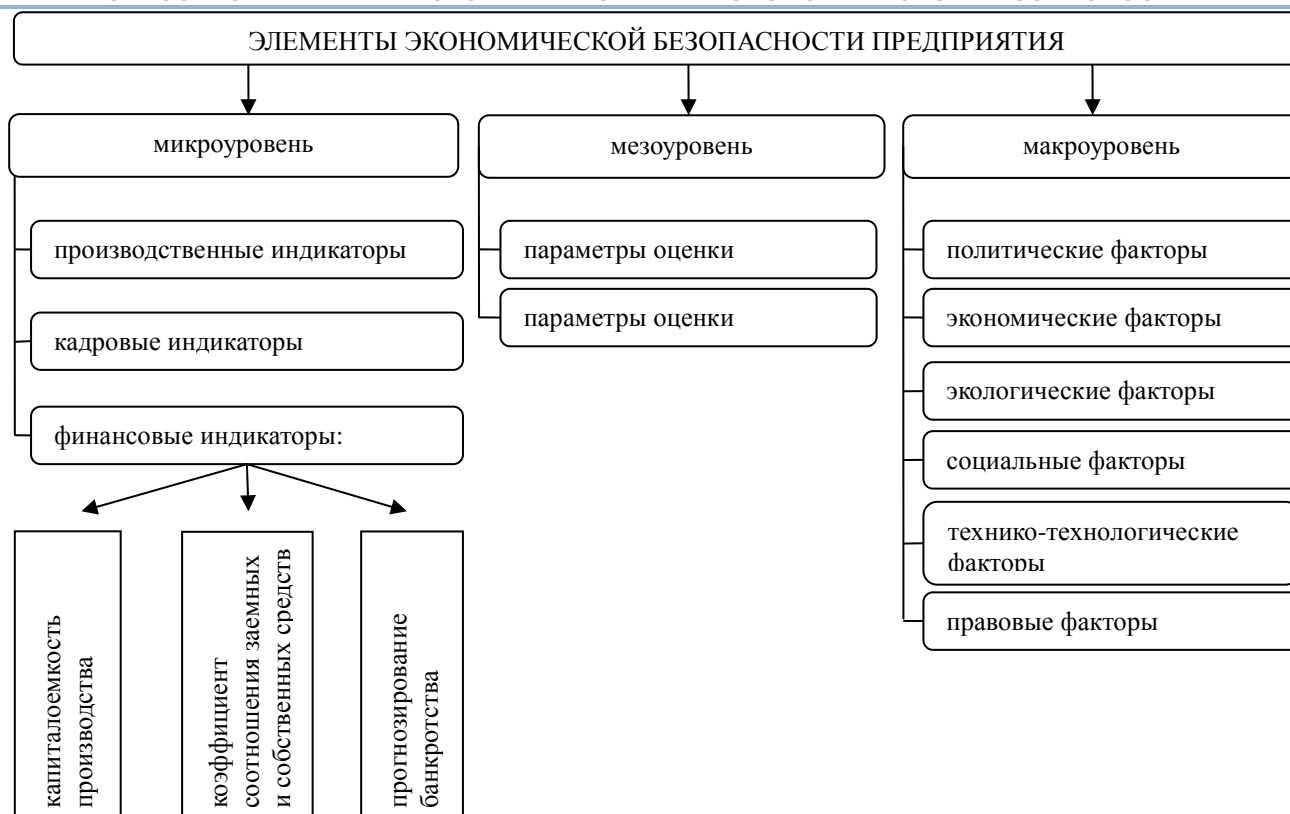 ЭЛЕМЕНТЫ ЭКОНОМИЧЕСКОЙ БЕЗОПАСНОСТИ ПРЕДПРИЯТИЯ
микроуровень
мезоуровень
макроуровень
производственные индикаторы
кадровые индикаторы
финансовые индикаторы:
параметры оценки
параметры оценки
политические факторы
экономические факторы
экологические факторы
социальные факторы
технико-технологические
факторы
правовые факторы
капиталоемкость
производства
коэффициент
соотношения заемных
и собственных средств
прогнозирование
банкротства